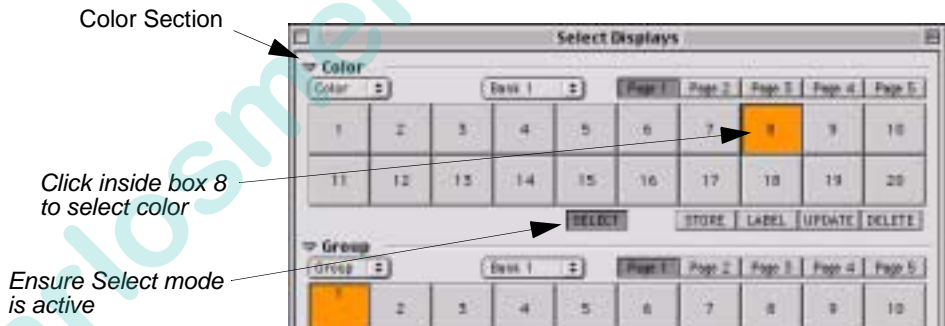 Color Section
Select Displays
Color
Color Bank 1 Page 1 Page 2 Page 3 Page 4 Page 5
1 2 3 4 5 6 7 8 9 10
11 12 13 14 15 16 17 18 19 20
Click inside box 8
to select color
SELECT STORE LABEL UPDATE DELETE
Group
Group Bank 1 Page 1 Page 2 Page 3 Page 4 Page 5
Ensure Select mode
is active
1 2 3 4 5 6 7 8 9 10
rlosme